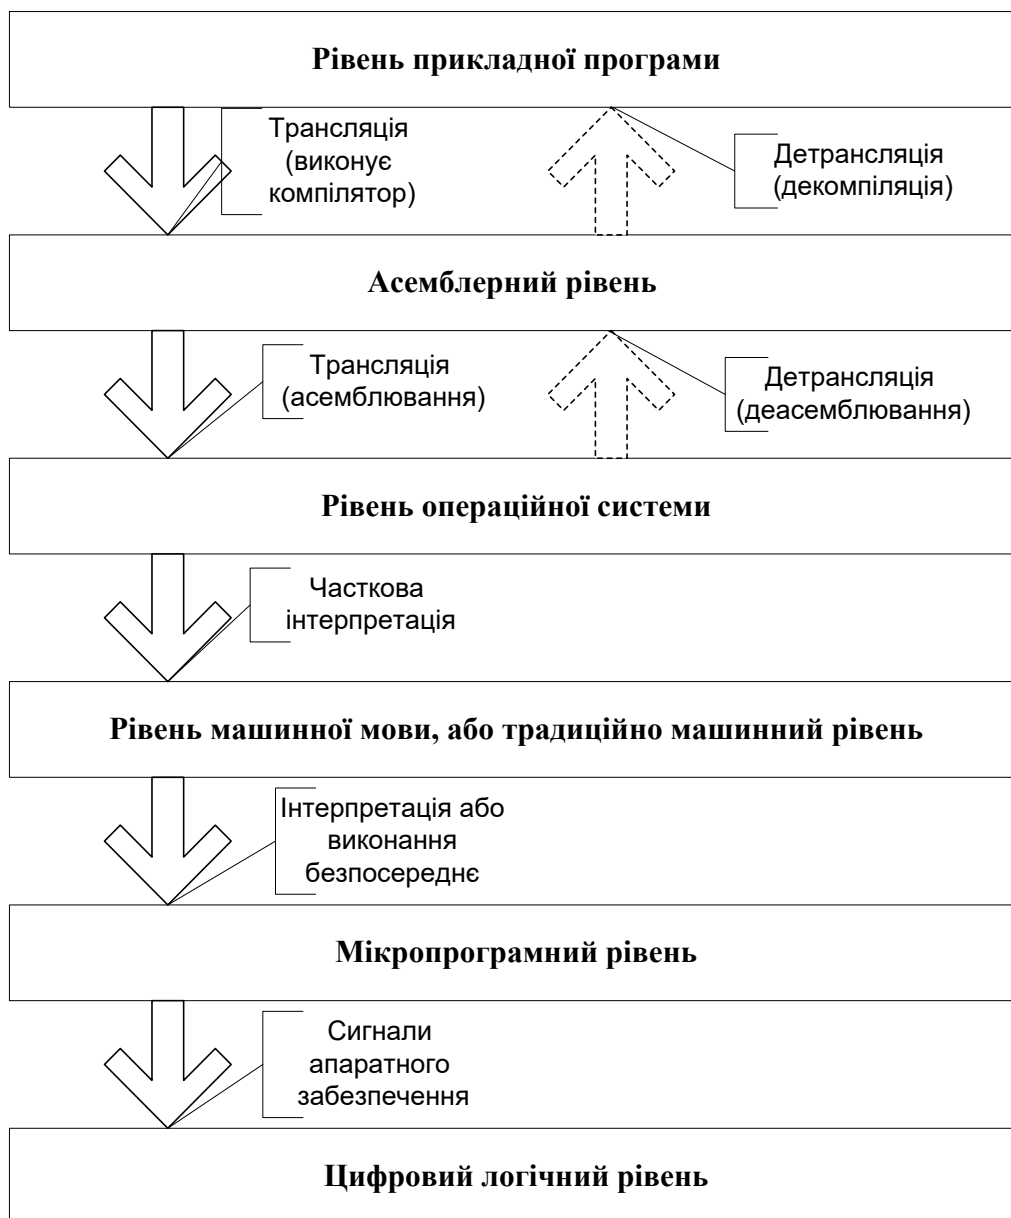 Рівень прикладної програми
Трансляція
(виконує
компілятор)
Детрансляція
(декомпіляція)
Асемблерний рівень
Трансляція
(асемблювання)
Детрансляція
(деасемблювання)
Рівень операційної системи
Часткова
інтерпретація
Рівень машинної мови, або традиційно машинний рівень
Інтерпретація або
виконання
безпосереднє
Мікропрограмний рівень
Сигнали
апаратного
забезпечення
Цифровий логічний рівень